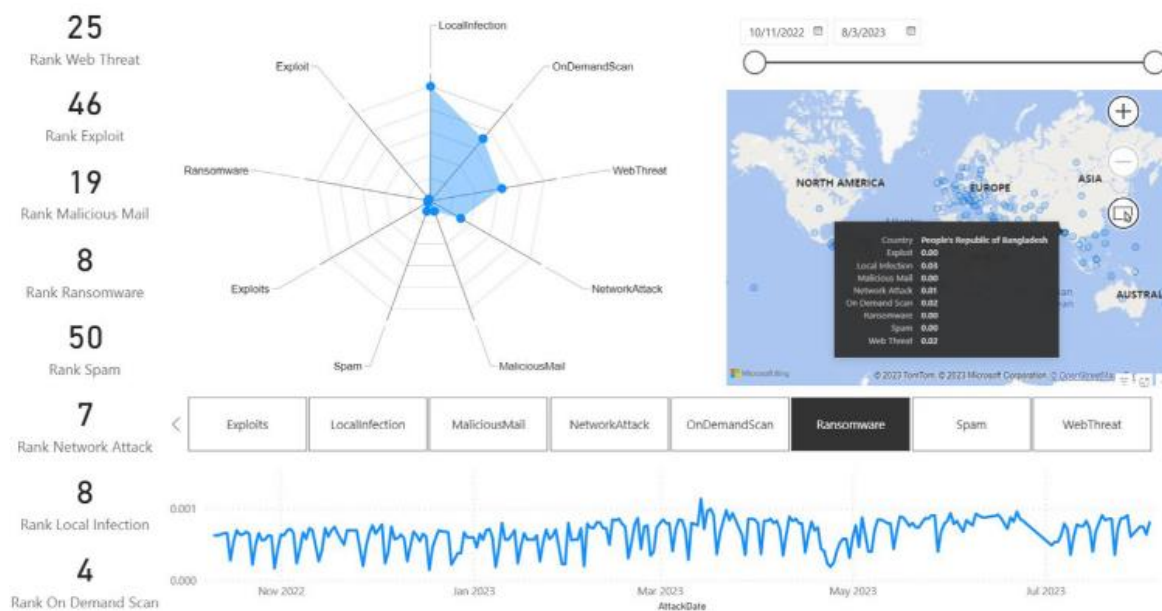 25
Rank Web Threat
46
Rank Exploit
19
Rank Malicious Mail
8
Rank Ransomware
50
Rank Spam
7
Rank Network Attack
8
Rank Local Infection
4
Rank On Demand Scan
LocalInfection
Exploit
OnDemandScan
Ransomware
WebThreat
Exploits
NetworkAttack
Spam
MaliciousMail
10/11/2022 8/3/2023
NORTH AMERICA
EUROPE
ASIA
AUSTRAL
Country People's Republic of Bangladesh
Exploit 0.00
Local Infection 0.03
Malicious Mail 0.00
Network Attack 0.01
On Demand Scan 0.02
Ransomware 0.00
Spam 0.00
Web Threat 0.02
Microsoft Bing
© 2023 TomTom, © 2023 Microsoft Corporation, © OpenStreetMa
Exploits LocalInfection MaliciousMail NetworkAttack OnDemandScan Ransomware Spam WebThreat
0.001
0.000
Nov 2022 Jan 2023 Mar 2023 May 2023 Jul 2023
AttackDate